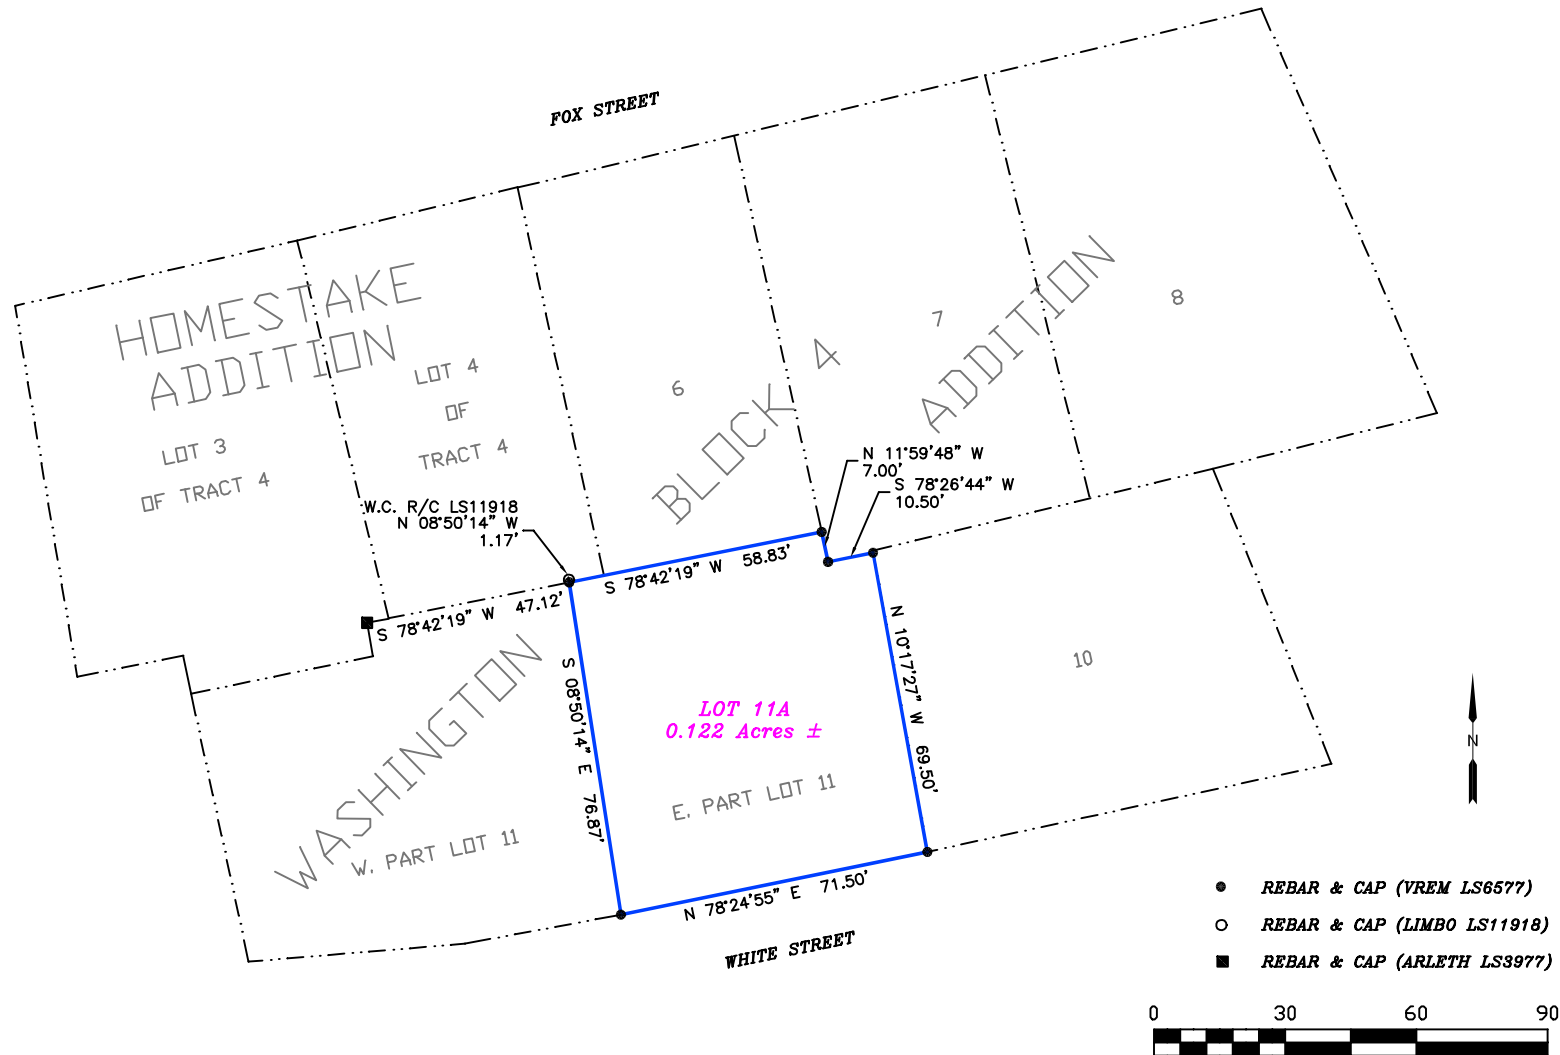 FOX STREET
HOMESTAKE
ADDITION
LOT 3
OF TRACT 4
LOT 4
OF
TRACT 4
6
7
8
BLOCK 4
WASHINGTON ADDITION
N 11°59'48" W
7.00'
S 78°26'44" W
10.50'
W.C. R/C LS11918
N 08°50'14" W
1.17'
S 78°42'19" W 58.83'
S 78°42'19" W 47.12'
S 08°50'14" E 76.87'
N 10°17'27" W 69.50'
10
LOT 11A
0.122 Acres ±
E. PART LOT 11
W. PART LOT 11
N 78°24'55" E 71.50'
WHITE STREET
N
REBAR & CAP (VREM LS6577)
REBAR & CAP (LIMBO LS11918)
REBAR & CAP (ARLETH LS3977)
0 30 60 90